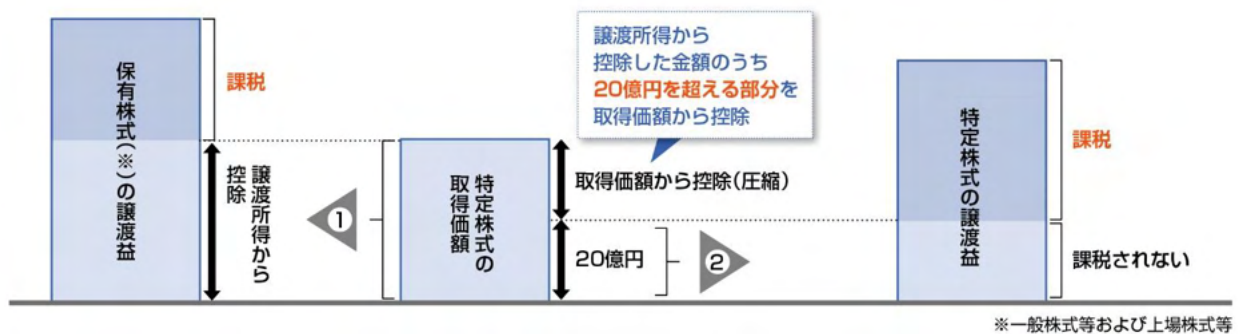 保有株式(※)の譲渡益
課税
譲渡所得から
控除
①
特定株式の
取得価額
譲渡所得から
控除した金額のうち
20億円を超える部分を
取得価額から控除
取得価額から控除(圧縮)
20億円
②
特定株式の譲渡益
課税
課税されない
※一般株式等および上場株式等